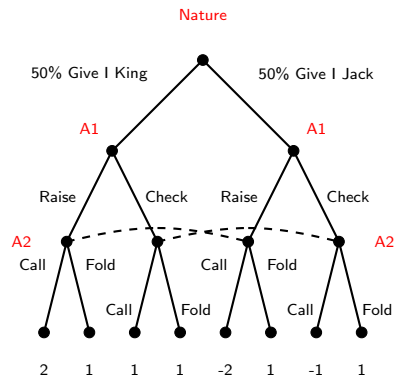 Nature
50% Give I King
50% Give I Jack
A1
A1
Raise
Check
Raise
Check
A2
A2
Call
Fold
Call
Fold
Call
Fold
Call
Fold
2
1
1
1
-2
1
-1
1